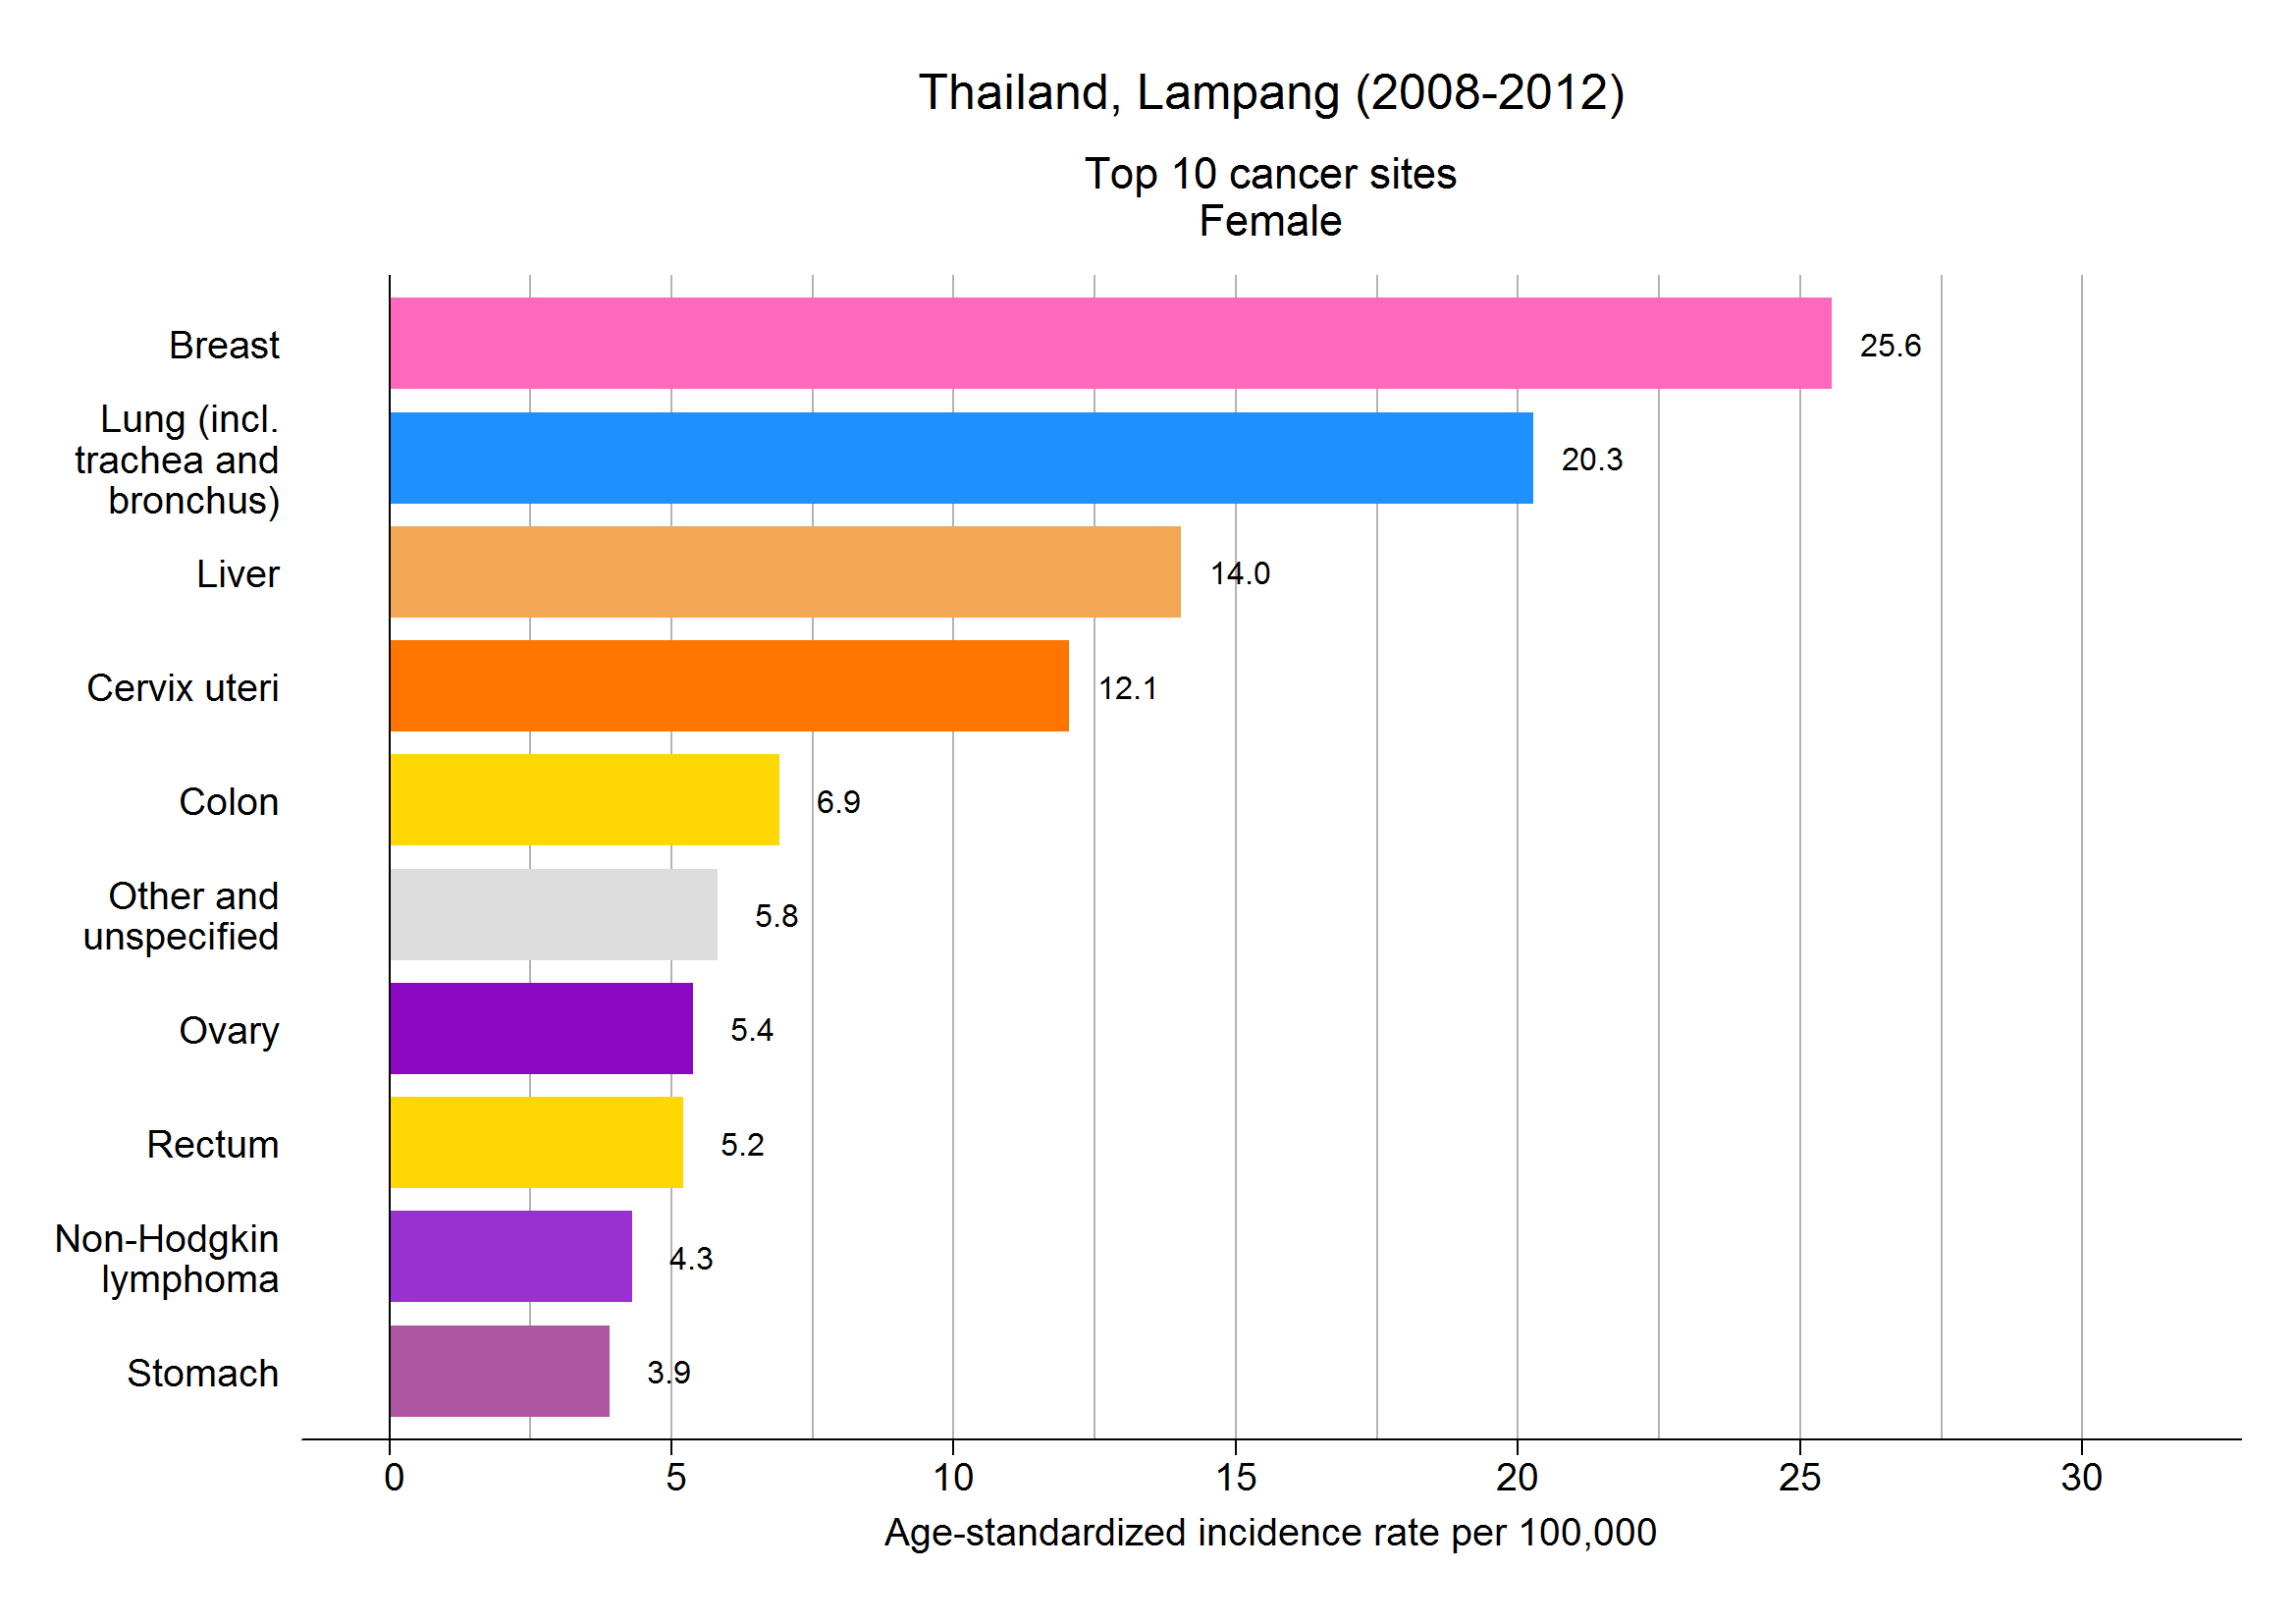 Thailand, Lampang (2008-2012)
Top 10 cancer sites
Female
Breast
25.6
Lung (incl.
trachea and
bronchus)
20.3
Liver
14.0
Cervix uteri
12.1
Colon
6.9
Other and
unspecified
5.8
Ovary
5.4
Rectum
5.2
Non-Hodgkin
lymphoma
4.3
Stomach
3.9
0 5 10 15 20 25 30
Age-standardized incidence rate per 100,000